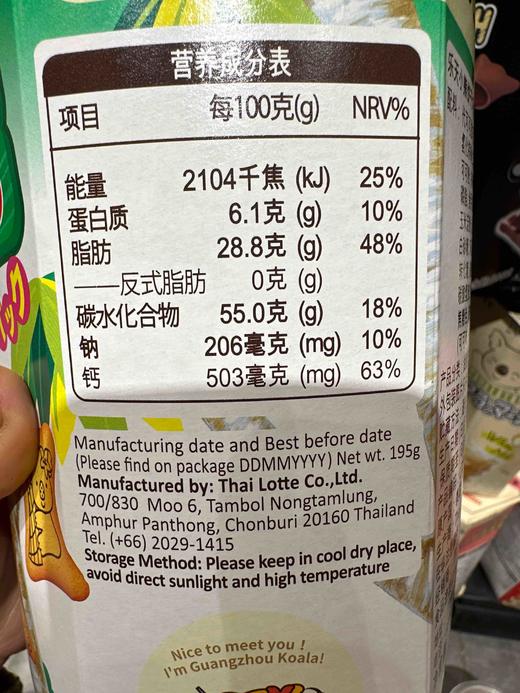 营养成分表
项目 每100克(g) NRV%
能量 2104千焦 (kJ) 25%
蛋白质 6.1克 (g) 10%
脂肪 28.8克 (g) 48%
——反式脂肪 0克 (g)
碳水化合物 55.0克 (g) 18%
钠 206毫克 (mg) 10%
钙 503毫克 (mg) 63%
Manufacturing date and Best before date
(Please find on package DDMMYYYY) Net wt. 195g
Manufactured by: Thai Lotte Co.,Ltd.
700/830 Moo 6, Tambol Nongtamlung,
Amphur Panthong, Chonburi 20160 Thailand
Tel. (+66) 2029-1415
Storage Method: Please keep in cool dry place,
avoid direct sunlight and high temperature
Nice to meet you !
I'm Guangzhou Koala!
ック